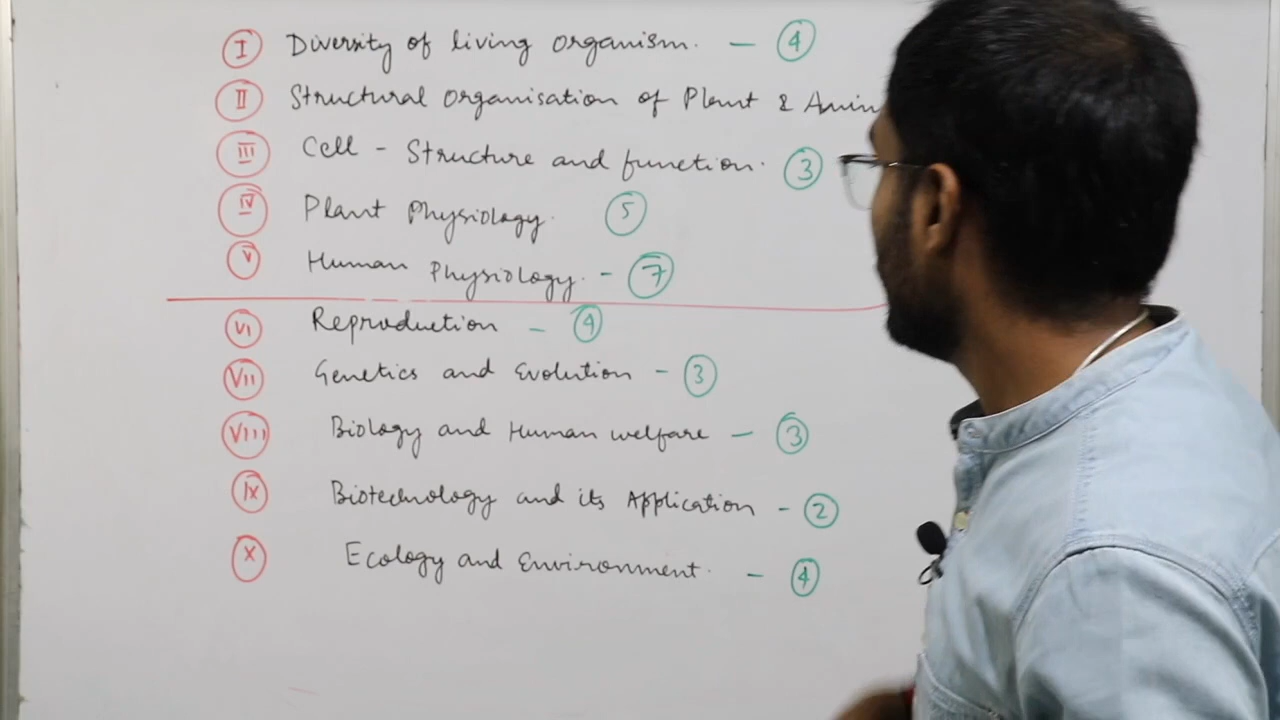 I Diversity of living organism. - 4
II Structural Organisation of Plant & Anim
III Cell - Structure and function. 3
IV Plant Physiology. 5
V Human Physiology. - 7
VI Reproduction - 4
VII Genetics and Evolution - 3
VIII Biology and Human welfare - 3
IX Biotechnology and its Application - 2
X Ecology and Environment. - 4